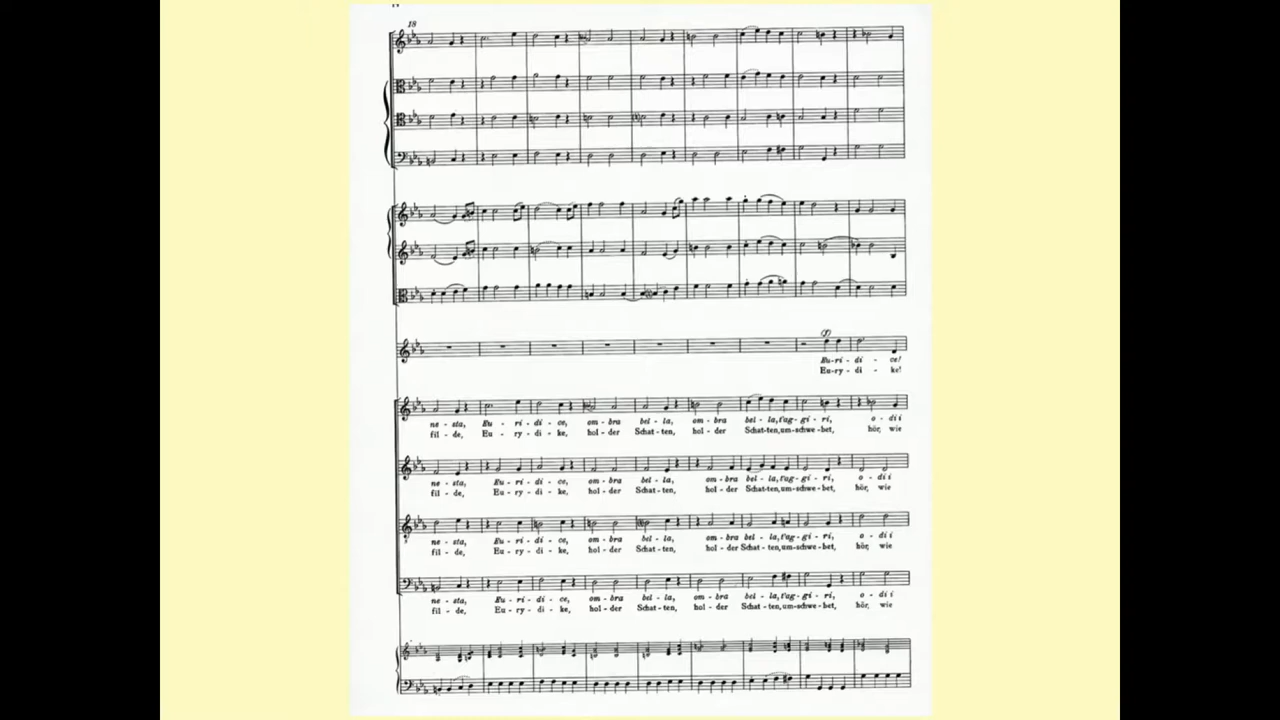 18
Eu-ri-di - ce!
Eu-ry-di - ke!
ne - sta, Eu - ri - di - ce, om - bra bel - la, om - bra bel - la,t'ag-gi - ri, o - di i
fil - de, Eu - ry - di - ke, hol - der Schat - ten, hol - der Schat-ten,um-schwe-bet, hör, wie
ne - sta, Eu - ri - di - ce, om - bra bel - la, om - bra bel - la,t'ag-gi - ri, o - di i
fil - de, Eu - ry - di - ke, hol - der Schat - ten, hol - der Schat-ten,um-schwe-bet, hör, wie
ne - sta, Eu - ri - di - ce, om - bra bel - la, om - bra bel - la,t'ag-gi - ri, o - di i
fil - de, Eu - ry - di - ke, hol - der Schat - ten, hol - der Schat-ten,um-schwe-bet, hör, wie
ne - sta, Eu - ri - di - ce, om - bra bel - la, om - bra bel - la,t'ag-gi - ri, o - di i
fil - de, Eu - ry - di - ke, hol - der Schat - ten, hol - der Schat-ten,um-schwe-bet, hör, wie